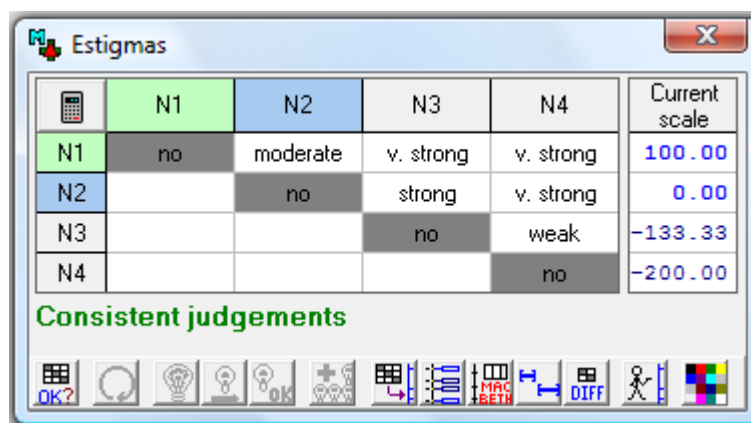 Estigmas
N1 N2 N3 N4 Current scale
N1 no moderate v. strong v. strong 100.00
N2 no strong v. strong 0.00
N3 no weak -133.33
N4 no -200.00
Consistent judgements
OK? OK MAC BETH DIFF